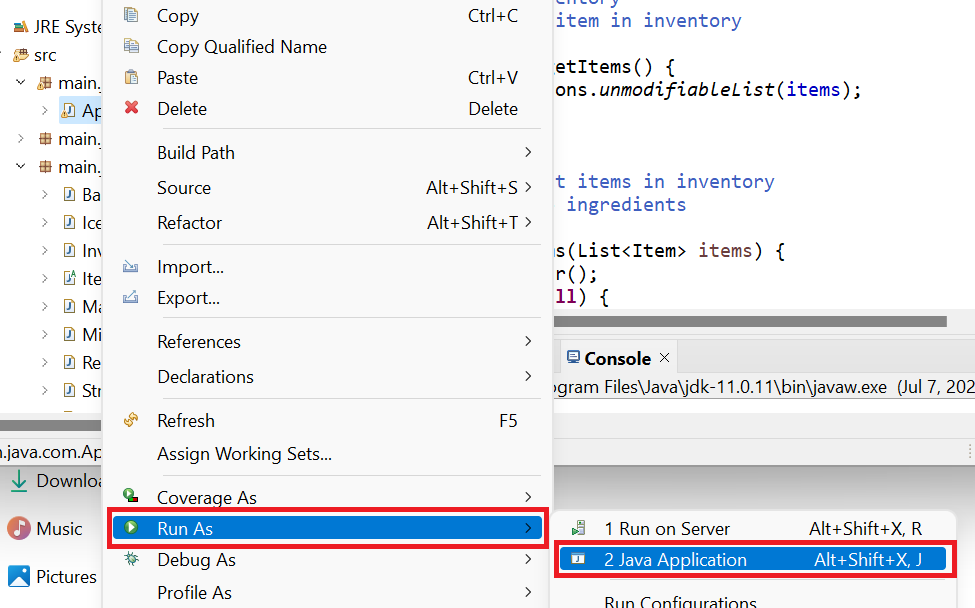 JRE Syste
src
main.
Ap
main.
main.
Ba
Ice
Inv
Ite
Ma
Mi
Re
Str
n.java.com.Ap
Downloa
Music
Pictures
Copy Ctrl+C
Copy Qualified Name
Paste Ctrl+V
Delete Delete
Build Path
Source Alt+Shift+S
Refactor Alt+Shift+T
Import...
Export...
References
Declarations
Refresh F5
Assign Working Sets...
Coverage As
Run As
Debug As
Profile As
1 Run on Server Alt+Shift+X, R
2 Java Application Alt+Shift+X, J
Run Configurations
entory
item in inventory
etItems() {
ons.unmodifiableList(items);
t items in inventory
ingredients
s(List<Item> items) {
r();
ll) {
Console
ogram Files\Java\jdk-11.0.11\bin\javaw.exe (Jul 7, 202